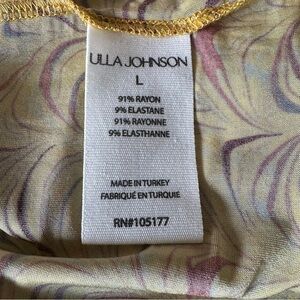 ULLA JOHNSON
L
91% RAYON
9% ELASTANE
91% RAYONNE
9% ELASTHANNE
MADE IN TURKEY
FABRIQUÉ EN TURQUIE
RN#105177